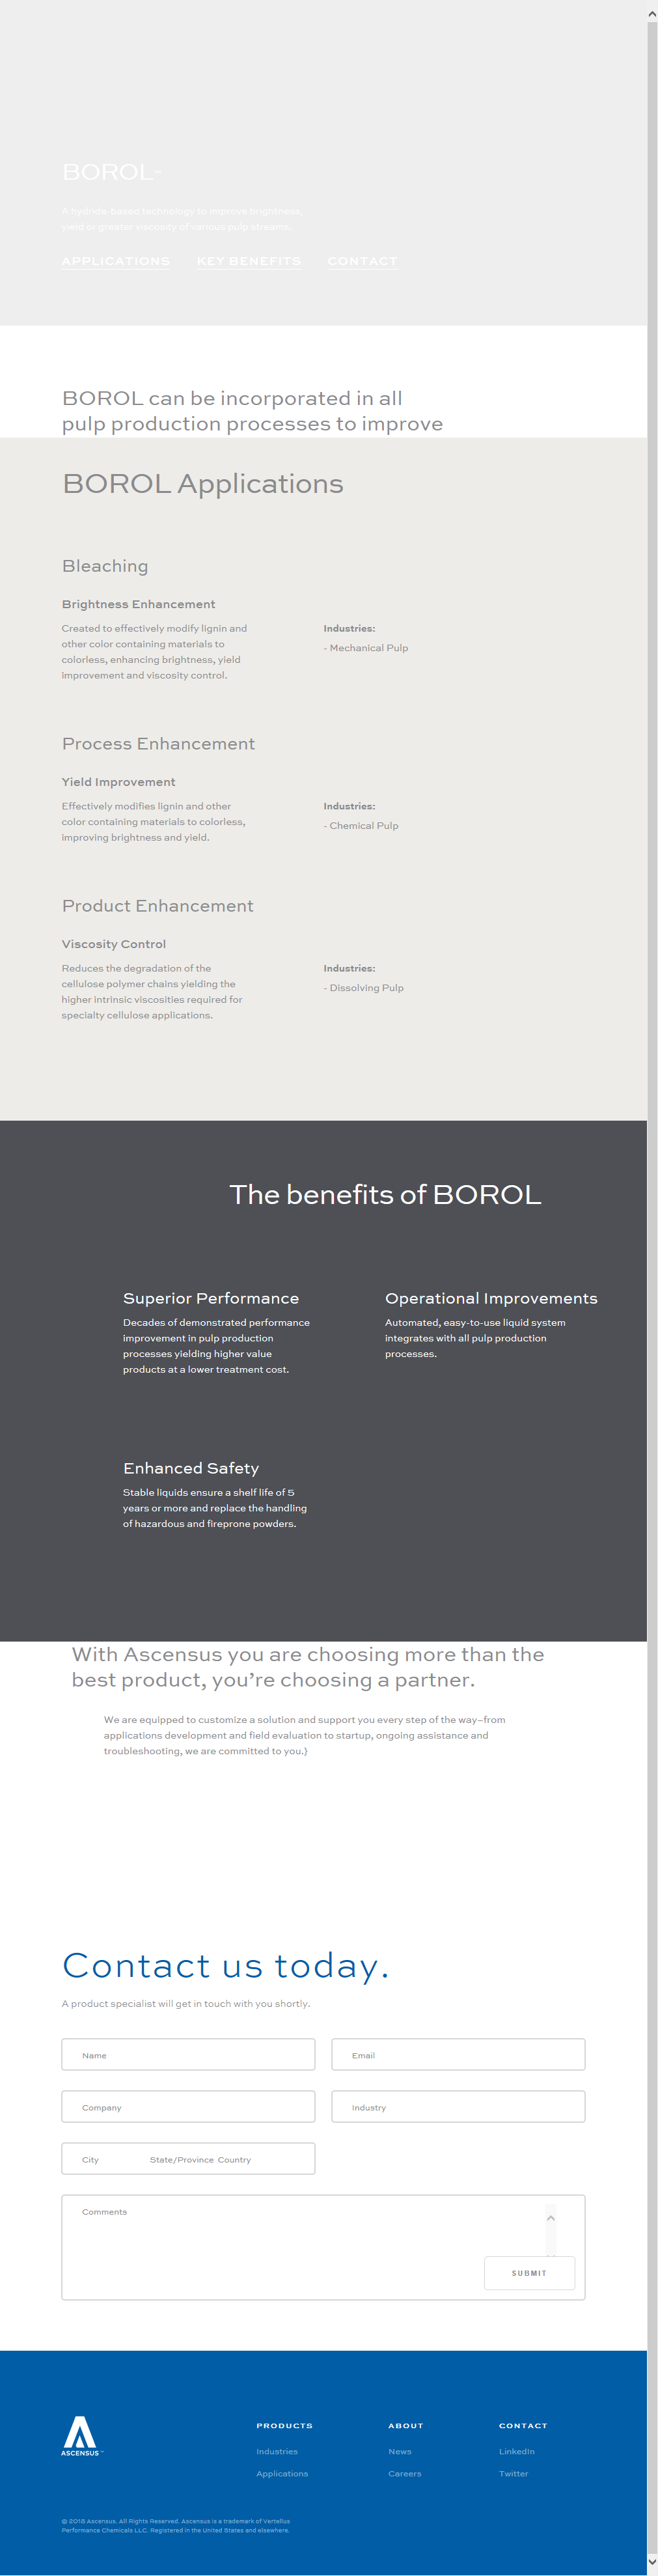 BOROL™
A hydride-based technology to improve brightness,
yield or greater viscosity of various pulp streams.
APPLICATIONS KEY BENEFITS CONTACT
BOROL can be incorporated in all
pulp production processes to improve
BOROL Applications
Bleaching
Brightness Enhancement
Created to effectively modify lignin and
other color containing materials to
colorless, enhancing brightness, yield
improvement and viscosity control.
Industries:
- Mechanical Pulp
Process Enhancement
Yield Improvement
Effectively modifies lignin and other
color containing materials to colorless,
improving brightness and yield.
Industries:
- Chemical Pulp
Product Enhancement
Viscosity Control
Reduces the degradation of the
cellulose polymer chains yielding the
higher intrinsic viscosities required for
specialty cellulose applications.
Industries:
- Dissolving Pulp
The benefits of BOROL
Superior Performance
Decades of demonstrated performance
improvement in pulp production
processes yielding higher value
products at a lower treatment cost.
Operational Improvements
Automated, easy-to-use liquid system
integrates with all pulp production
processes.
Enhanced Safety
Stable liquids ensure a shelf life of 5
years or more and replace the handling
of hazardous and fireprone powders.
With Ascensus you are choosing more than the
best product, you’re choosing a partner.
We are equipped to customize a solution and support you every step of the way–from
applications development and field evaluation to startup, ongoing assistance and
troubleshooting, we are committed to you.}
Contact us today.
A product specialist will get in touch with you shortly.
Name Email
Company Industry
City State/Province Country
Comments
SUBMIT
ASCENSUS™
PRODUCTS
Industries
Applications
ABOUT
News
Careers
CONTACT
LinkedIn
Twitter
© 2018 Ascensus. All Rights Reserved. Ascensus is a trademark of Vertellus
Performance Chemicals LLC. Registered in the United States and elsewhere.